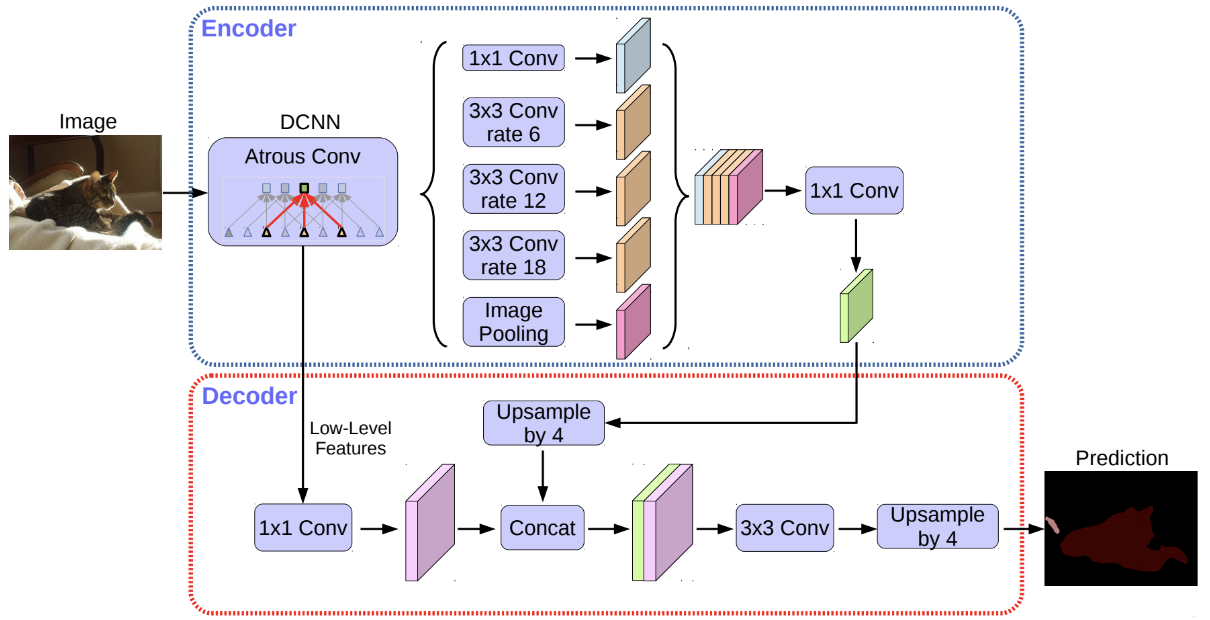 Encoder
Image
DCNN
Atrous Conv
1x1 Conv
3x3 Conv
rate 6
3x3 Conv
rate 12
3x3 Conv
rate 18
Image
Pooling
1x1 Conv
Decoder
Low-Level
Features
Upsample
by 4
1x1 Conv
Concat
3x3 Conv
Upsample
by 4
Prediction